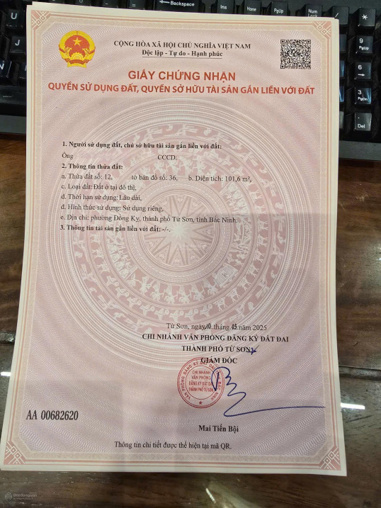 CỘNG HÒA XÃ HỘI CHỦ NGHĨA VIỆT NAM
Độc lập - Tự do - Hạnh phúc
GIẤY CHỨNG NHẬN
QUYỀN SỬ DỤNG ĐẤT, QUYỀN SỞ HỮU TÀI SẢN GẮN LIỀN VỚI ĐẤT
1. Người sử dụng đất, chủ sở hữu tài sản gắn liền với đất:
Ông CCCD:
2. Thông tin thửa đất:
a. Thửa đất số: 12, tờ bản đồ số: 36, b. Diện tích: 101,6 m²,
c. Loại đất: Đất ở tại đô thị,
d. Thời hạn sử dụng: Lâu dài,
đ. Hình thức sử dụng: Sử dụng riêng,
e. Địa chỉ: phường Đồng Kỵ, thành phố Từ Sơn, tỉnh Bắc Ninh.
3. Thông tin tài sản gắn liền với đất: -/-.
Từ Sơn, ngày tháng 2025
CHI NHÁNH VĂN PHÒNG ĐĂNG KÝ ĐẤT ĐAI
THÀNH PHỐ TỪ SƠN
GIÁM ĐỐC
Mai Tiến Bội
AA 00682620
Thông tin chi tiết được thể hiện tại mã QR.
Backspace